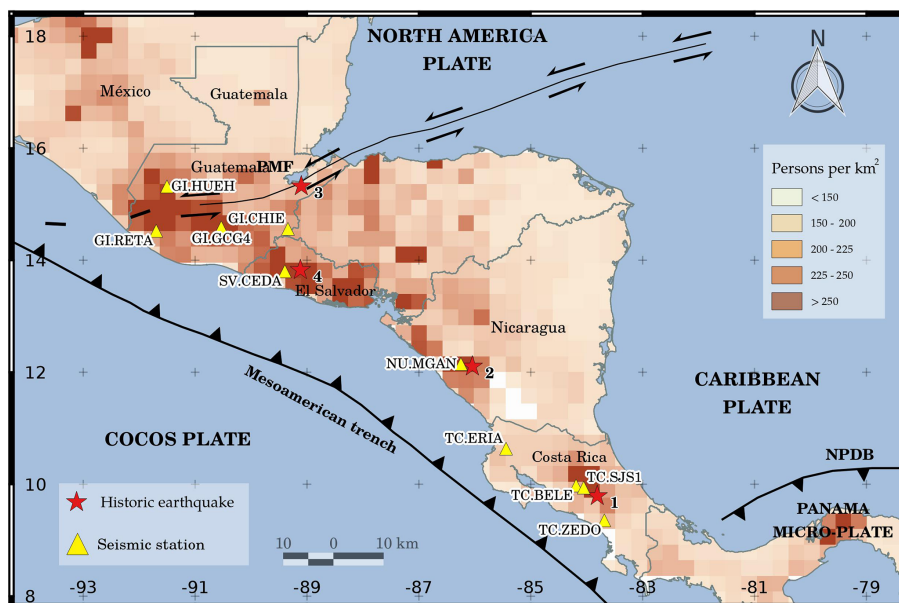 18
16
14
12
10
8
-93
-91
-89
-87
-85
-83
-81
-79
NORTH AMERICA
PLATE
N
México
Guatemala
Guatemala
PMF
GI.HUEH
3
GI.CHIE
GI.RETA
GI.GCG4
SV.CEDA
4
El Salvador
Nicaragua
NU.MGAN
2
Mesoamerican trench
CARIBBEAN
PLATE
COCOS PLATE
TC.ERIA
Costa Rica
TC.SJS1
TC.BELE
1
TC.ZEDO
NPDB
PANAMA
MICRO-PLATE
Persons per km²
< 150
150 - 200
200 - 225
225 - 250
> 250
Historic earthquake
Seismic station
10 0 10 km